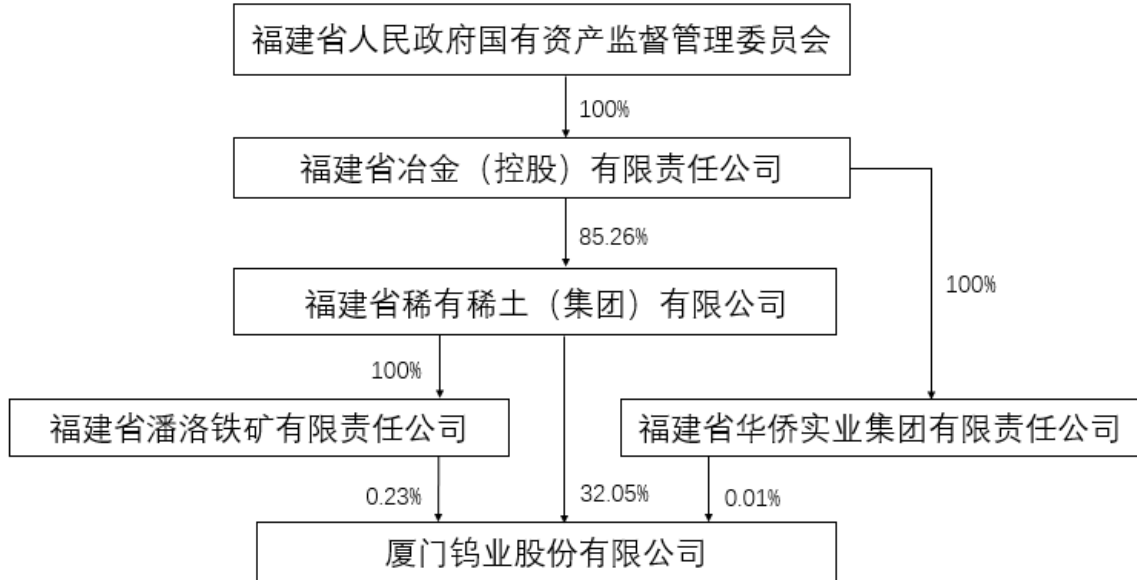 福建省人民政府国有资产监督管理委员会
100%
福建省冶金（控股）有限责任公司
85.26%
100%
福建省稀有稀土（集团）有限公司
100%
福建省潘洛铁矿有限责任公司
福建省华侨实业集团有限责任公司
0.23%
32.05%
0.01%
厦门钨业股份有限公司